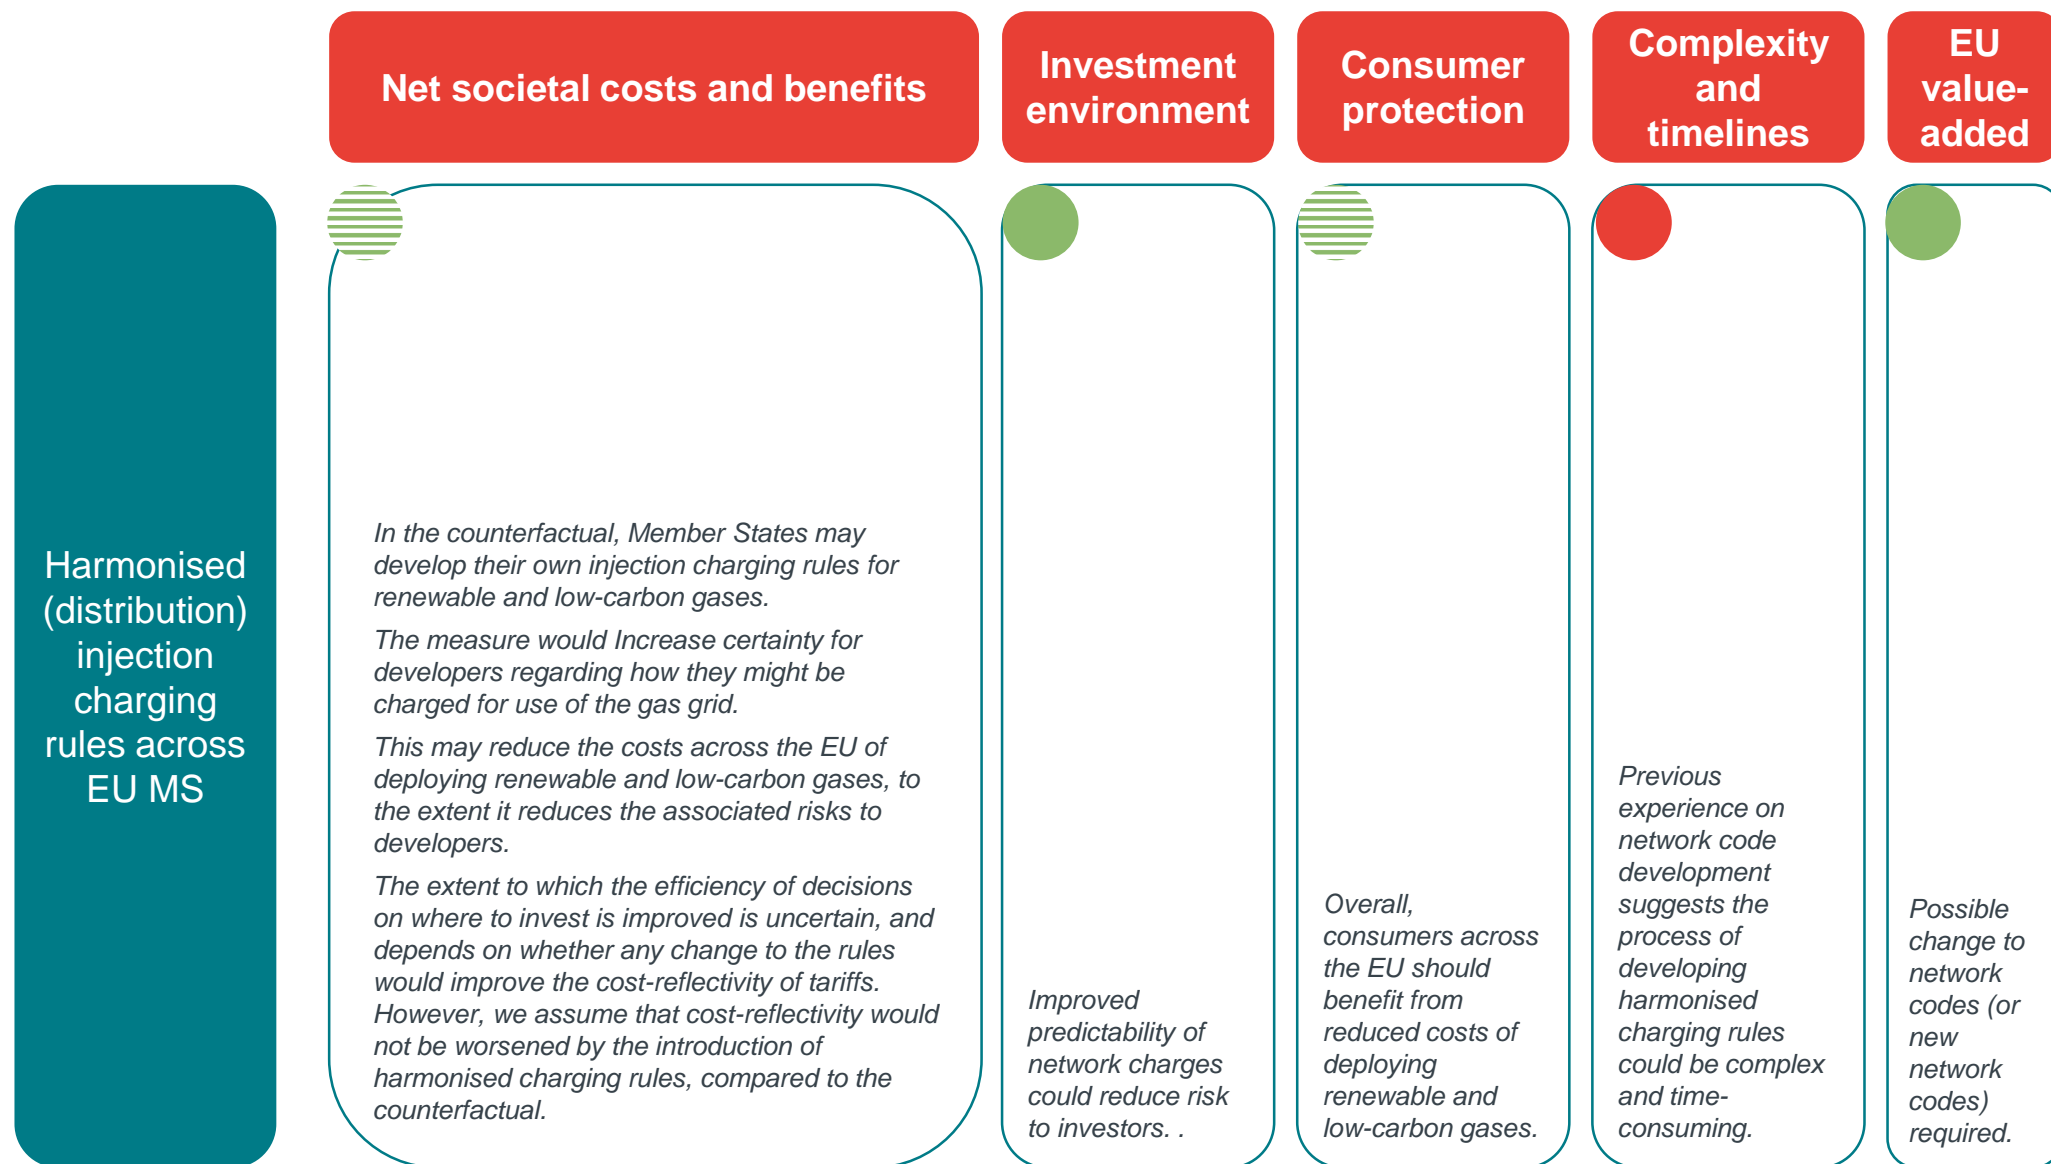 Net societal costs and benefits
Investment
environment
Consumer
protection
Complexity
and
timelines
EU
value-
added
Harmonised
(distribution)
injection
charging
rules across
EU MS
In the counterfactual, Member States may
develop their own injection charging rules for
renewable and low-carbon gases.
The measure would Increase certainty for
developers regarding how they might be
charged for use of the gas grid.
This may reduce the costs across the EU of
deploying renewable and low-carbon gases, to
the extent it reduces the associated risks to
developers.
The extent to which the efficiency of decisions
on where to invest is improved is uncertain, and
depends on whether any change to the rules
would improve the cost-reflectivity of tariffs.
However, we assume that cost-reflectivity would
not be worsened by the introduction of
harmonised charging rules, compared to the
counterfactual.
Improved
predictability of
network charges
could reduce risk
to investors. .
Overall,
consumers across
the EU should
benefit from
reduced costs of
deploying
renewable and
low-carbon gases.
Previous
experience on
network code
development
suggests the
process of
developing
harmonised
charging rules
could be complex
and time-
consuming.
Possible
change to
network
codes (or
new
network
codes)
required.